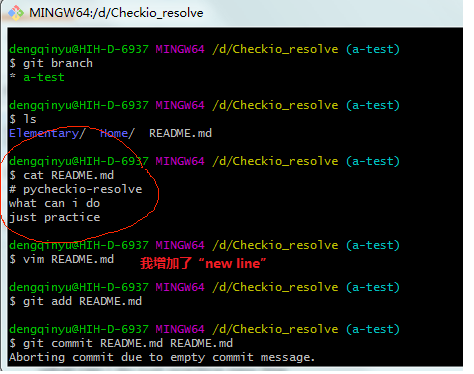 MINGW64:/d/Checkio_resolve
dengqinyu@HIH-D-6937 MINGW64 /d/Checkio_resolve (a-test)
$ git branch
* a-test
dengqinyu@HIH-D-6937 MINGW64 /d/Checkio_resolve (a-test)
$ ls
Elementary/  Home/  README.md
dengqinyu@HIH-D-6937 MINGW64 /d/Checkio_resolve (a-test)
$ cat README.md
# pycheckio-resolve
what can i do
just practice
dengqinyu@HIH-D-6937 MINGW64 /d/Checkio_resolve (a-test)
$ vim README.md 我增加了“new line”
dengqinyu@HIH-D-6937 MINGW64 /d/Checkio_resolve (a-test)
$ git add README.md
dengqinyu@HIH-D-6937 MINGW64 /d/Checkio_resolve (a-test)
$ git commit README.md README.md
Aborting commit due to empty commit message.